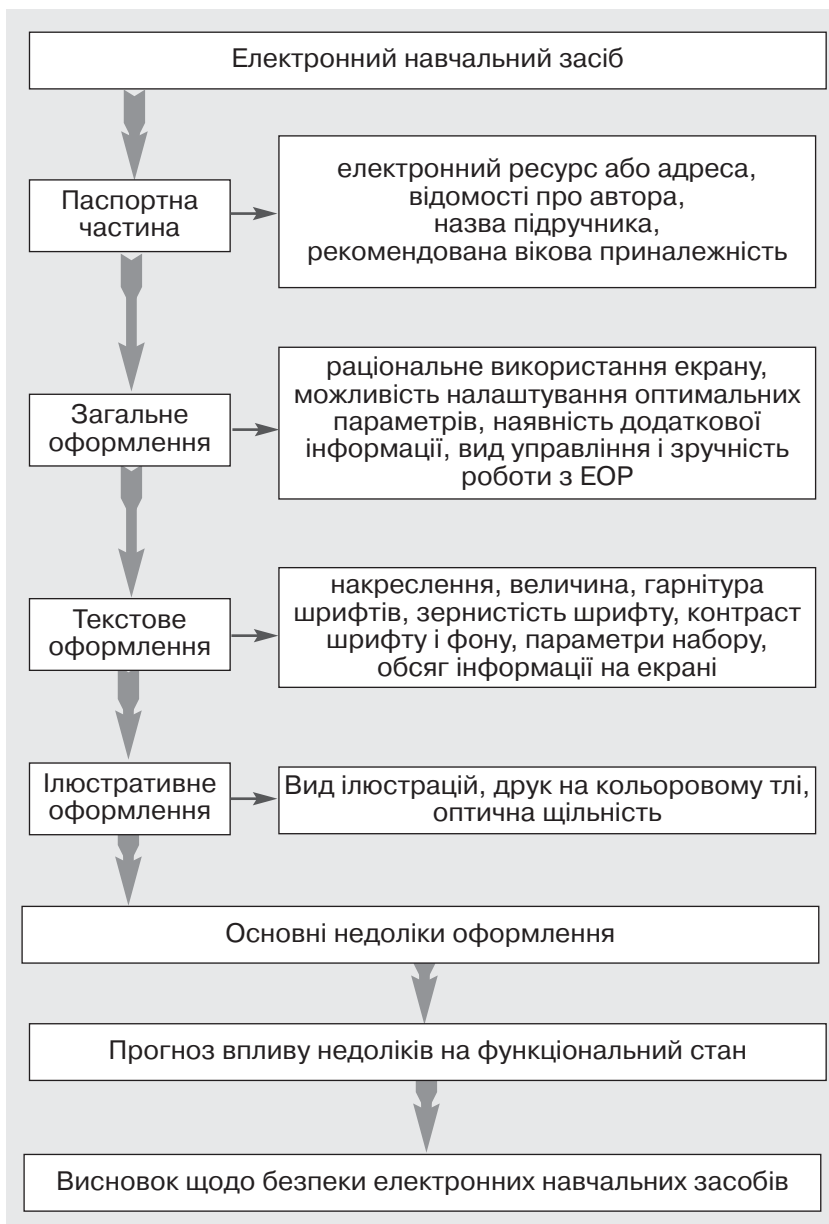 Електронний навчальний засіб
Паспортна
частина
електронний ресурс або адреса,
відомості про автора,
назва підручника,
рекомендована вікова приналежність
Загальне
оформлення
раціональне використання екрану,
можливість налаштування оптимальних
параметрів, наявність додаткової
інформації, вид управління і зручність
роботи з ЕОР
Текстове
оформлення
накреслення, величина, гарнітура
шрифтів, зернистість шрифту, контраст
шрифту і фону, параметри набору,
обсяг інформації на екрані
Ілюстративне
оформлення
Вид ілюстрацій, друк на кольоровому тлі,
оптична щільність
Основні недоліки оформлення
Прогноз впливу недоліків на функціональний стан
Висновок щодо безпеки електронних навчальних засобів